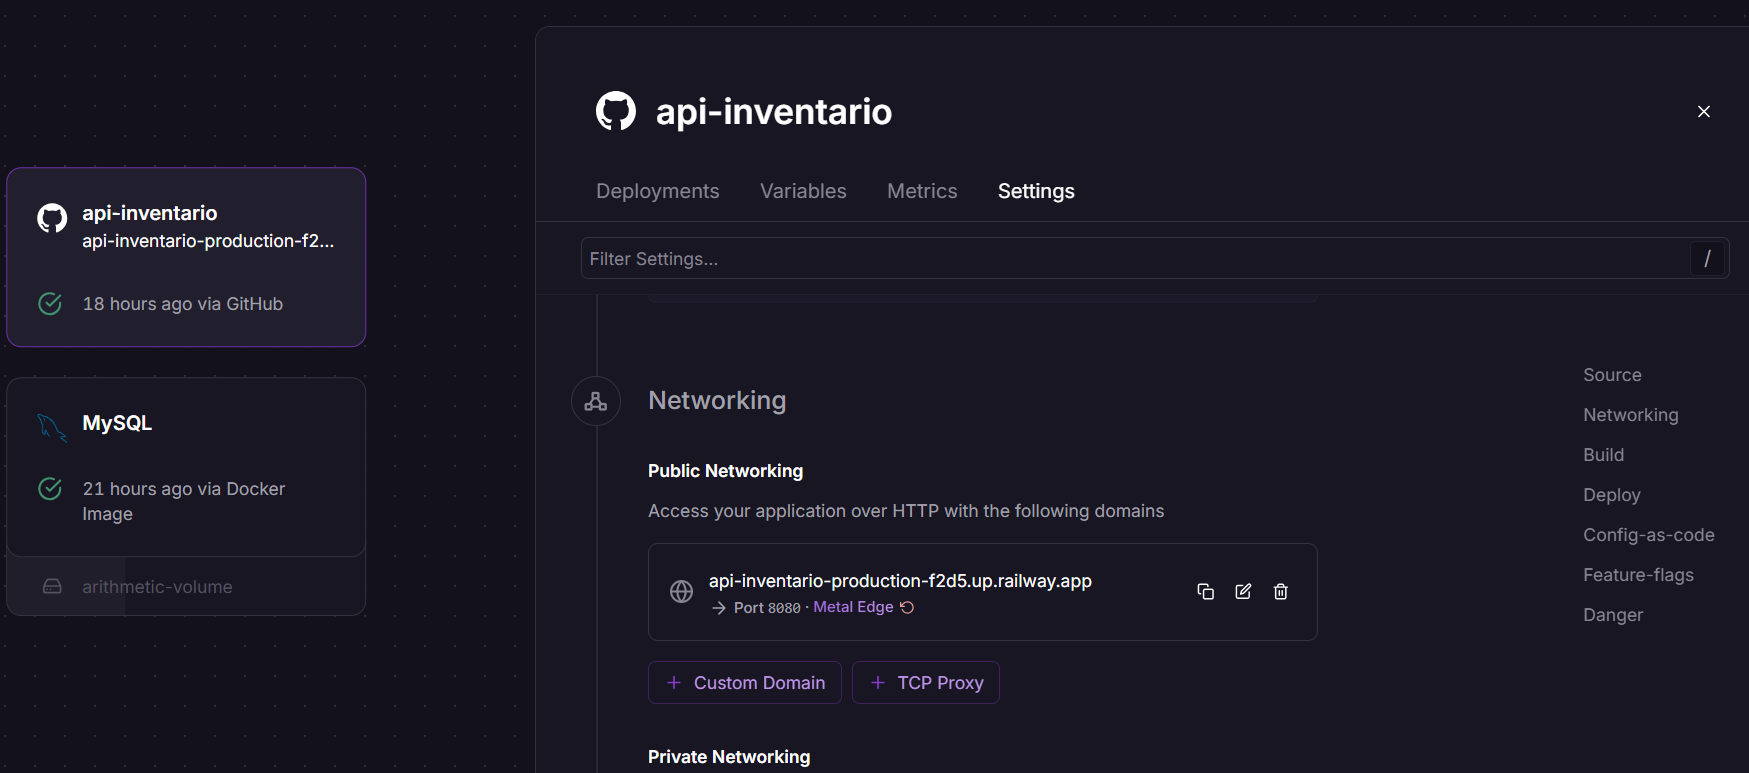 api-inventario
api-inventario-production-f2...
18 hours ago via GitHub
MySQL
21 hours ago via Docker
Image
arithmetic-volume
api-inventario
Deployments Variables Metrics Settings
Filter Settings... /
Networking
Public Networking
Access your application over HTTP with the following domains
api-inventario-production-f2d5.up.railway.app
Port 8080 · Metal Edge
+ Custom Domain + TCP Proxy
Private Networking
Source
Networking
Build
Deploy
Config-as-code
Feature-flags
Danger